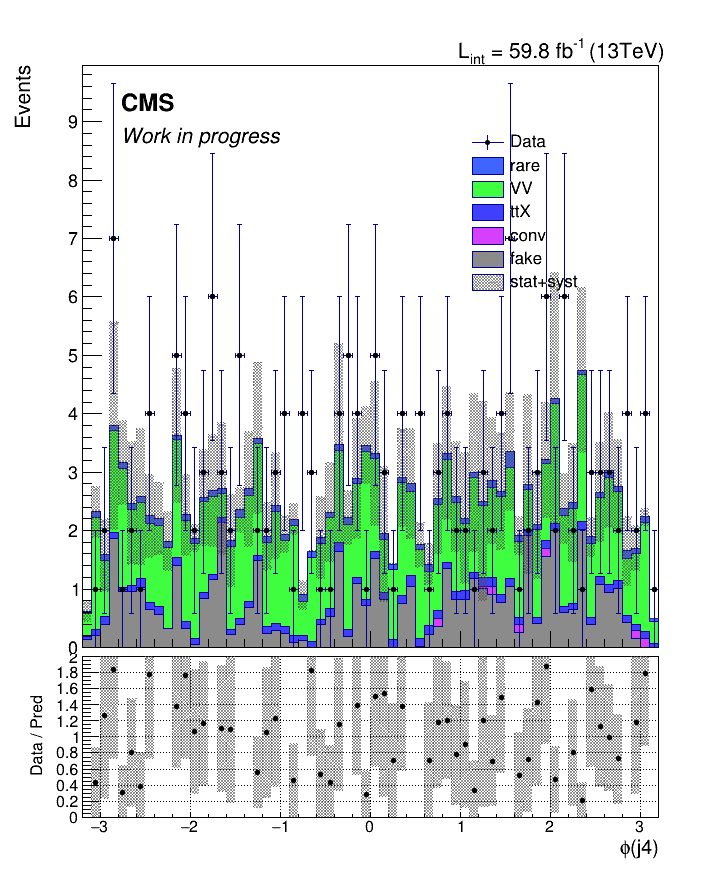 L_int = 59.8 fb^-1 (13TeV)
Events
CMS
Work in progress
Data
rare
VV
ttX
conv
fake
stat+syst
9
8
7
6
5
4
3
2
1
0
Data / Pred
2
1.8
1.6
1.4
1.2
1
0.8
0.6
0.4
0.2
0
−3 −2 −1 0 1 2 3
ϕ(j4)